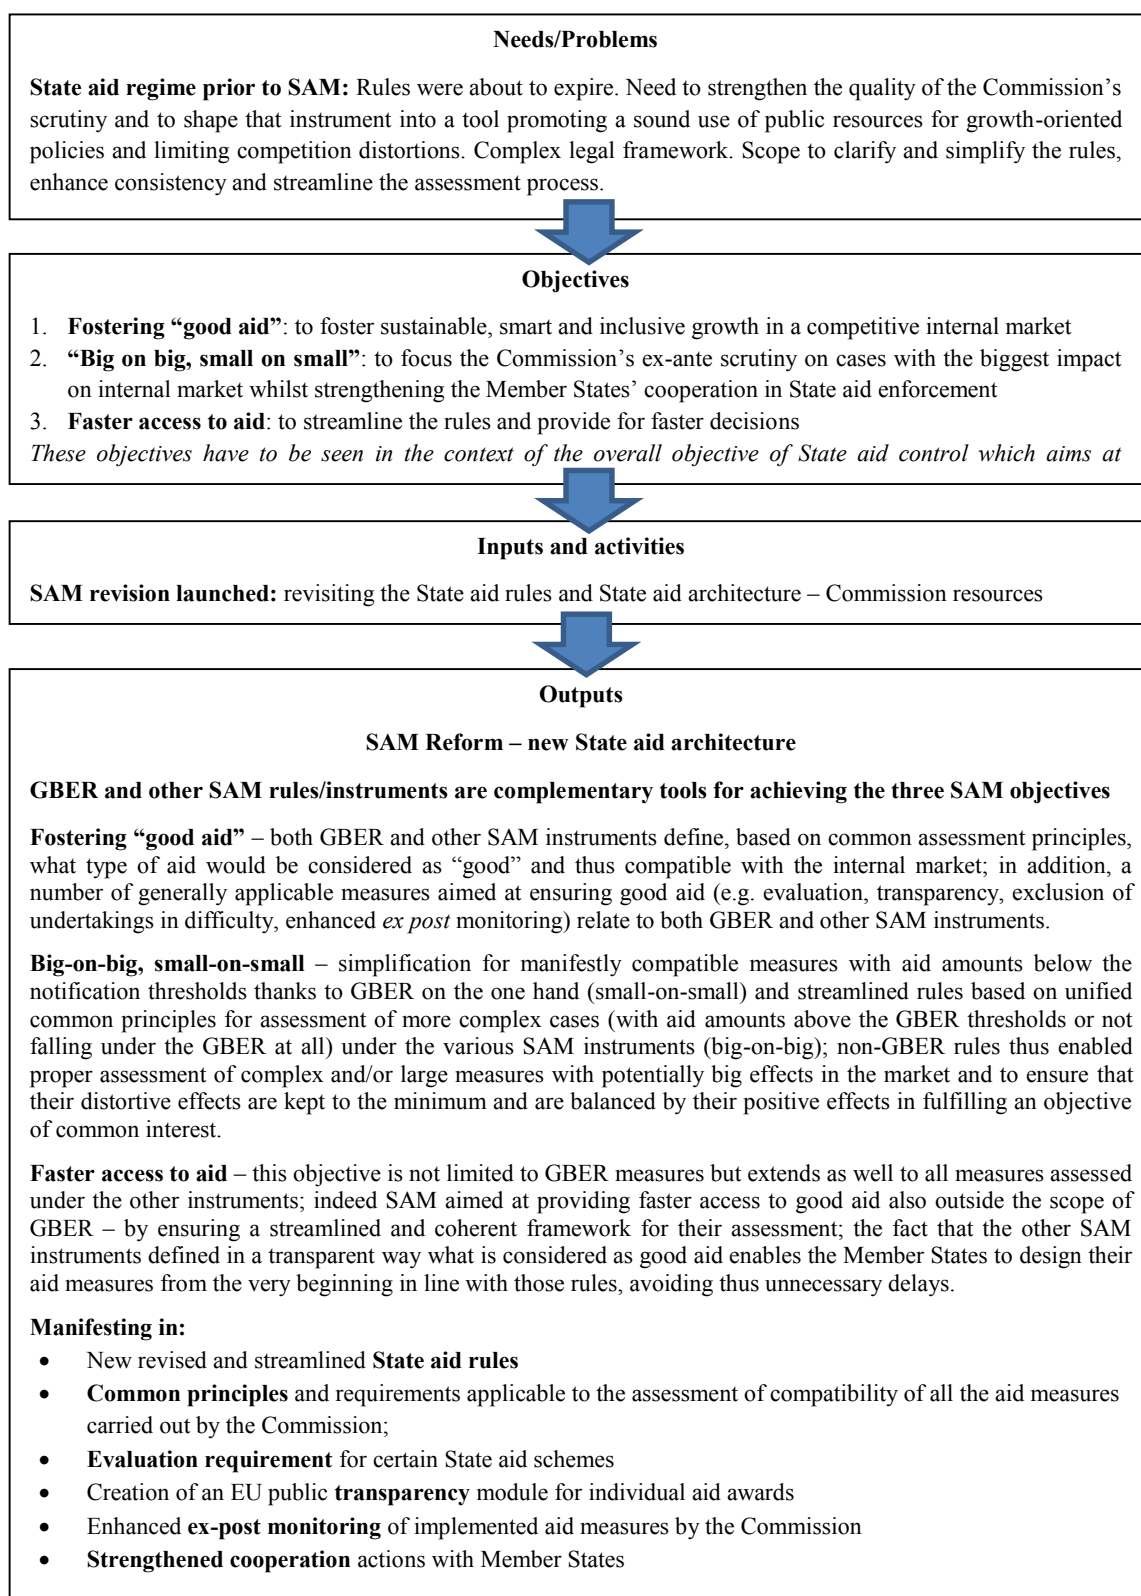 Needs/Problems
State aid regime prior to SAM: Rules were about to expire. Need to strengthen the quality of the Commission’s
scrutiny and to shape that instrument into a tool promoting a sound use of public resources for growth-oriented
policies and limiting competition distortions. Complex legal framework. Scope to clarify and simplify the rules,
enhance consistency and streamline the assessment process.
Objectives
1. Fostering “good aid”: to foster sustainable, smart and inclusive growth in a competitive internal market
2. “Big on big, small on small”: to focus the Commission’s ex-ante scrutiny on cases with the biggest impact
on internal market whilst strengthening the Member States’ cooperation in State aid enforcement
3. Faster access to aid: to streamline the rules and provide for faster decisions
These objectives have to be seen in the context of the overall objective of State aid control which aims at
Inputs and activities
SAM revision launched: revisiting the State aid rules and State aid architecture – Commission resources
Outputs
SAM Reform – new State aid architecture
GBER and other SAM rules/instruments are complementary tools for achieving the three SAM objectives
Fostering “good aid” – both GBER and other SAM instruments define, based on common assessment principles,
what type of aid would be considered as “good” and thus compatible with the internal market; in addition, a
number of generally applicable measures aimed at ensuring good aid (e.g. evaluation, transparency, exclusion of
undertakings in difficulty, enhanced ex post monitoring) relate to both GBER and other SAM instruments.
Big-on-big, small-on-small – simplification for manifestly compatible measures with aid amounts below the
notification thresholds thanks to GBER on the one hand (small-on-small) and streamlined rules based on unified
common principles for assessment of more complex cases (with aid amounts above the GBER thresholds or not
falling under the GBER at all) under the various SAM instruments (big-on-big); non-GBER rules thus enabled
proper assessment of complex and/or large measures with potentially big effects in the market and to ensure that
their distortive effects are kept to the minimum and are balanced by their positive effects in fulfilling an objective
of common interest.
Faster access to aid – this objective is not limited to GBER measures but extends as well to all measures assessed
under the other instruments; indeed SAM aimed at providing faster access to good aid also outside the scope of
GBER – by ensuring a streamlined and coherent framework for their assessment; the fact that the other SAM
instruments defined in a transparent way what is considered as good aid enables the Member States to design their
aid measures from the very beginning in line with those rules, avoiding thus unnecessary delays.
Manifesting in:
• New revised and streamlined State aid rules
• Common principles and requirements applicable to the assessment of compatibility of all the aid measures
carried out by the Commission;
• Evaluation requirement for certain State aid schemes
• Creation of an EU public transparency module for individual aid awards
• Enhanced ex-post monitoring of implemented aid measures by the Commission
• Strengthened cooperation actions with Member States